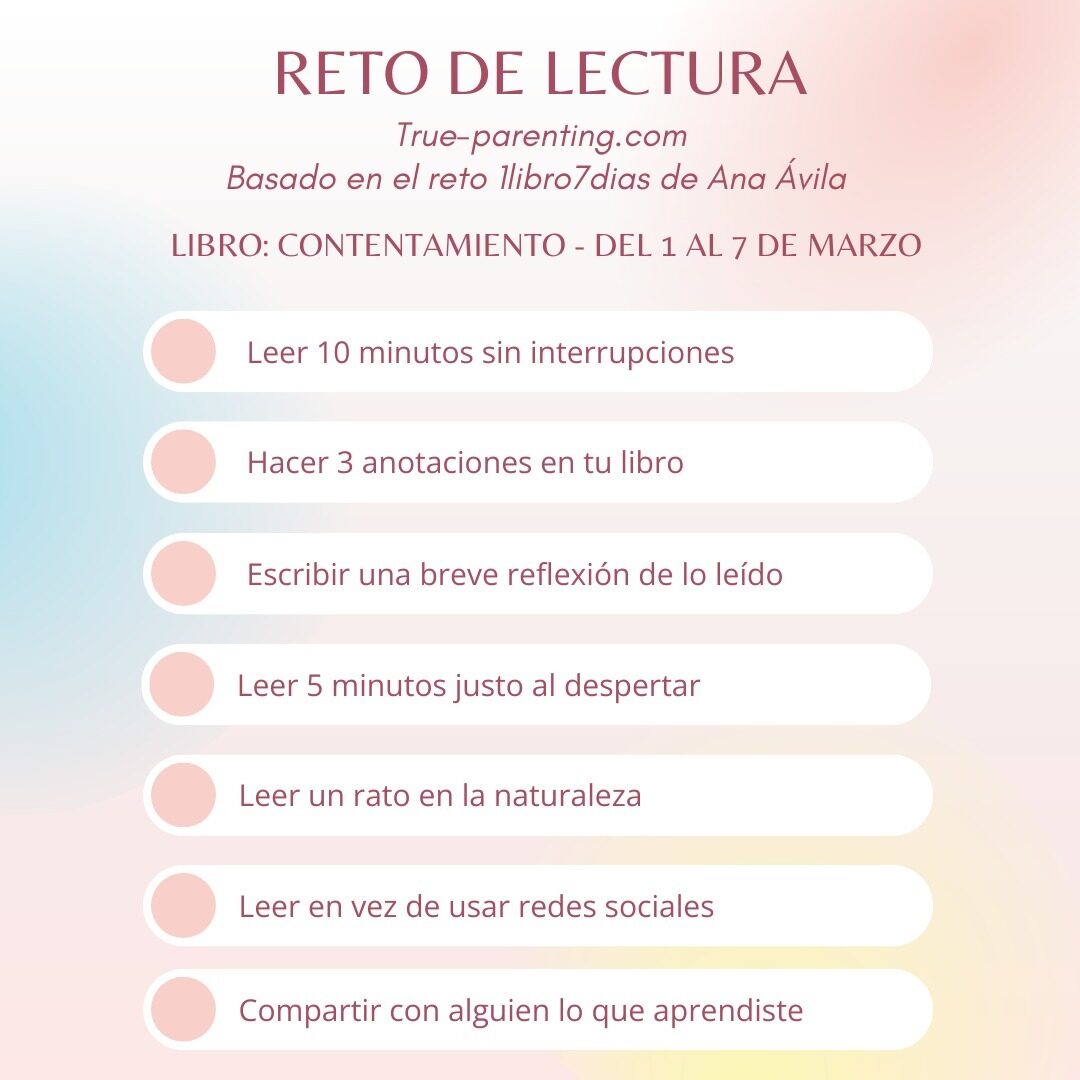 RETO DE LECTURA
True-parenting.com
Basado en el reto 1libro7dias de Ana Ávila
LIBRO: CONTENTAMIENTO - DEL 1 AL 7 DE MARZO
Leer 10 minutos sin interrupciones
Hacer 3 anotaciones en tu libro
Escribir una breve reflexión de lo leído
Leer 5 minutos justo al despertar
Leer un rato en la naturaleza
Leer en vez de usar redes sociales
Compartir con alguien lo que aprendiste